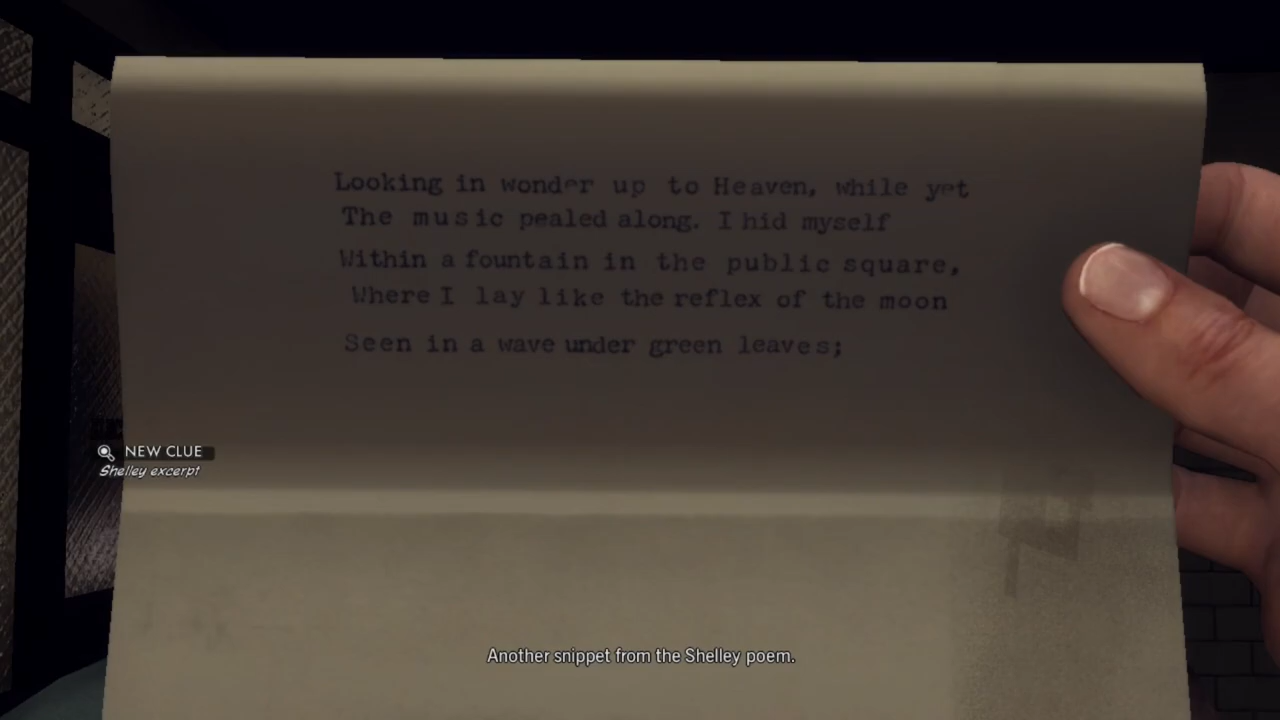 Looking in wonder up to Heaven, while yet
The music pealed along. I hid myself
Within a fountain in the public square,
Where I lay like the reflex of the moon
Seen in a wave under green leaves;
NEW CLUE
Shelley excerpt
Another snippet from the Shelley poem.